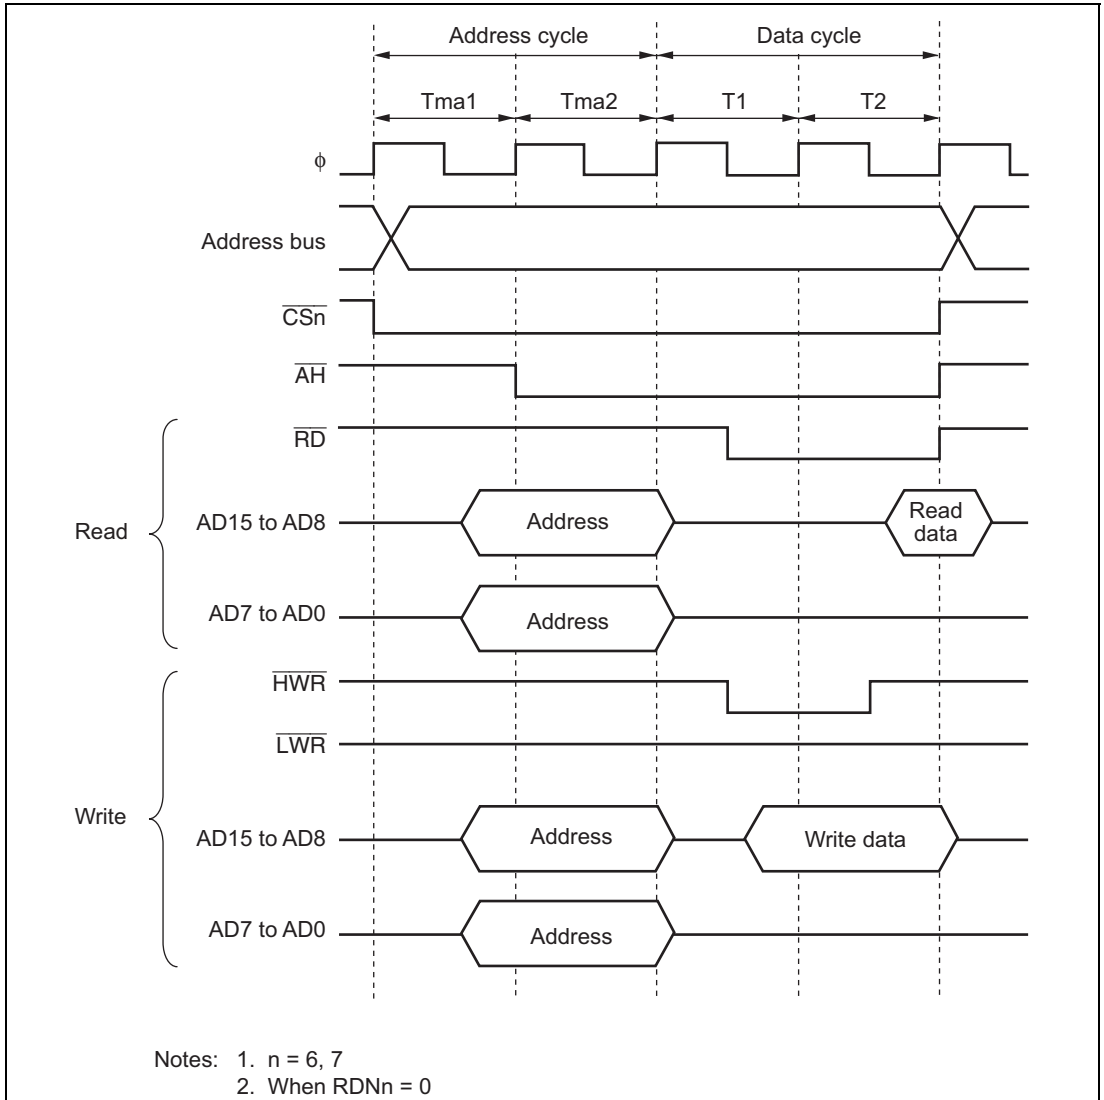 Address cycle Data cycle
Tma1 Tma2 T1 T2
φ
Address bus
CSn
AH
RD
Read
AD15 to AD8 Address Read data
AD7 to AD0 Address
HWR
LWR
Write
AD15 to AD8 Address Write data
AD7 to AD0 Address
Notes: 1. n = 6, 7
2. When RDNn = 0